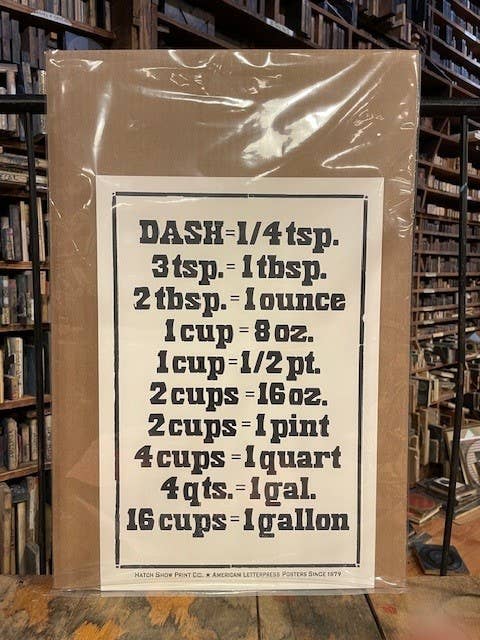 DASH=1/4 tsp.
3 tsp.=1 tbsp.
2 tbsp.=1 ounce
1 cup=8 oz.
1 cup=1/2 pt.
2 cups=16 oz.
2 cups=1 pint
4 cups=1 quart
4 qts.=1 gal.
16 cups=1 gallon
Hatch Show Print Co. ★ American Letterpress Posters Since 1879